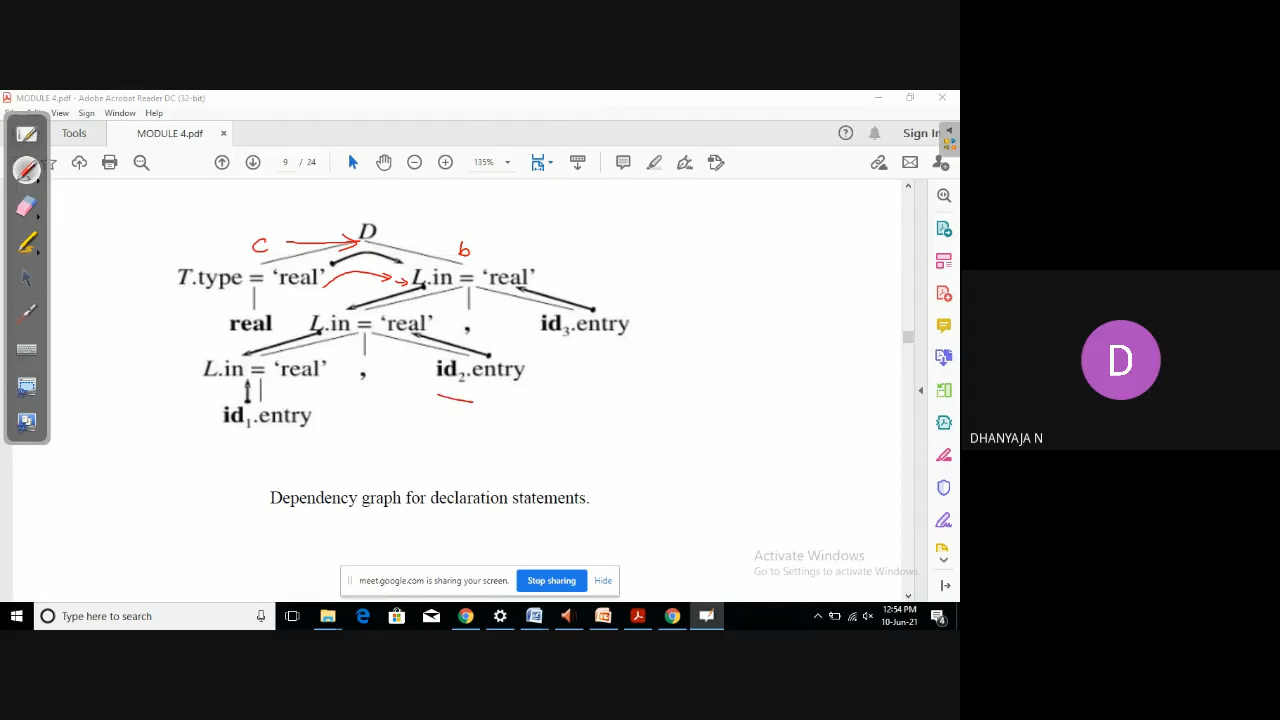 MODULE 4.pdf - Adobe Acrobat Reader DC (32-bit)
View Sign Window Help
Tools MODULE 4.pdf × Sign In
9 / 24 135%
D
c b
T.type = ‘real’ L.in = ‘real’
real L.in = ‘real’ , id3.entry
L.in = ‘real’ , id2.entry
id1.entry
Dependency graph for declaration statements.
D
DHANYAJA N
Activate Windows
Go to Settings to activate Windows.
meet.google.com is sharing your screen. Stop sharing Hide
Type here to search
12:54 PM
10-Jun-21
4